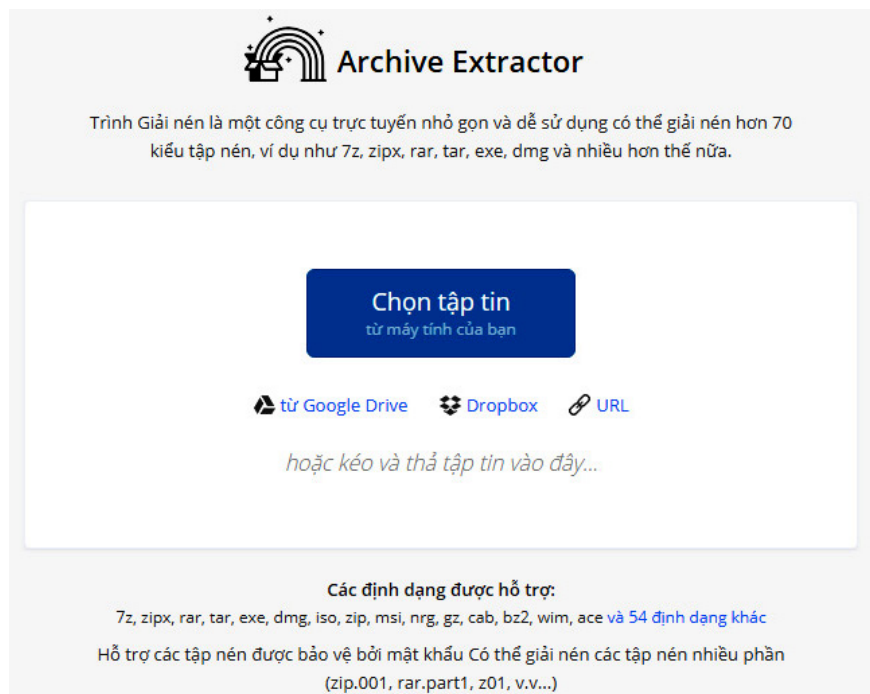 Archive Extractor
Trình Giải nén là một công cụ trực tuyến nhỏ gọn và dễ sử dụng có thể giải nén hơn 70
kiểu tập nén, ví dụ như 7z, zipx, rar, tar, exe, dmg và nhiều hơn thế nữa.
Chọn tập tin
từ máy tính của bạn
từ Google Drive Dropbox URL
hoặc kéo và thả tập tin vào đây...
Các định dạng được hỗ trợ:
7z, zipx, rar, tar, exe, dmg, iso, zip, msi, nrg, gz, cab, bz2, wim, ace và 54 định dạng khác
Hỗ trợ các tập nén được bảo vệ bởi mật khẩu Có thể giải nén các tập nén nhiều phần
(zip.001, rar.part1, z01, v.v...)